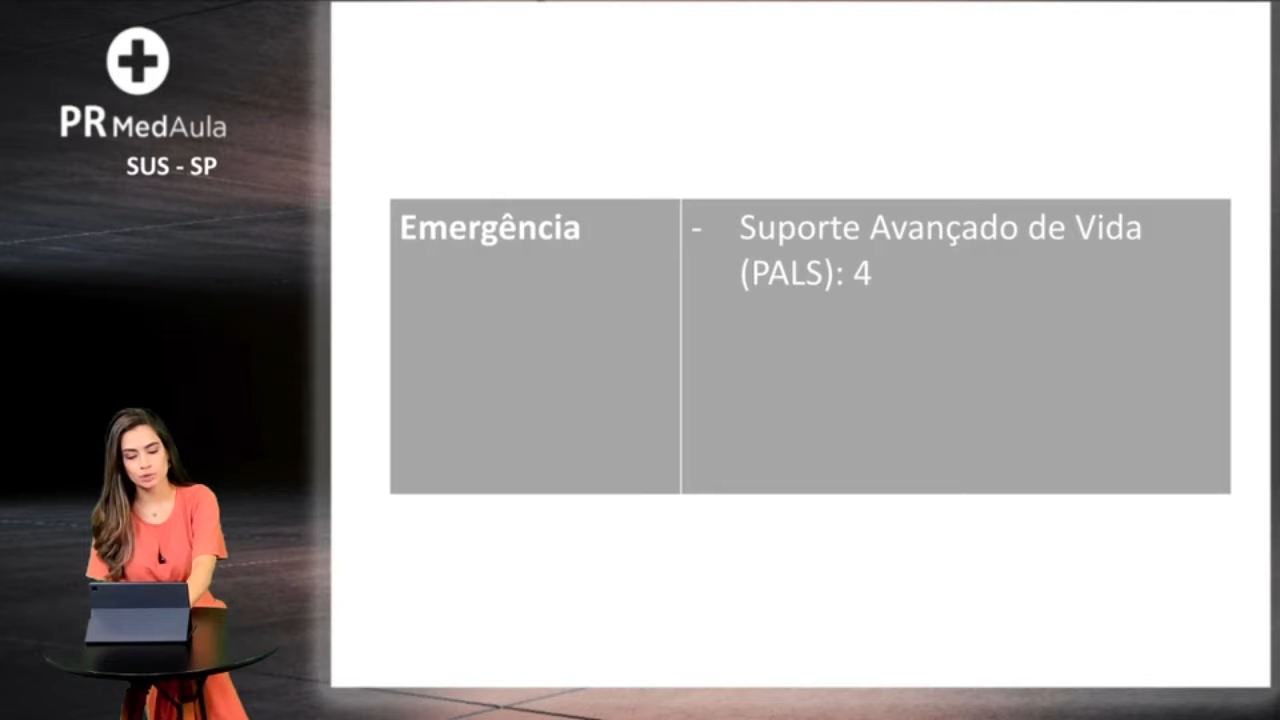 PR MedAula
SUS - SP
Emergência
- Suporte Avançado de Vida
(PALS): 4